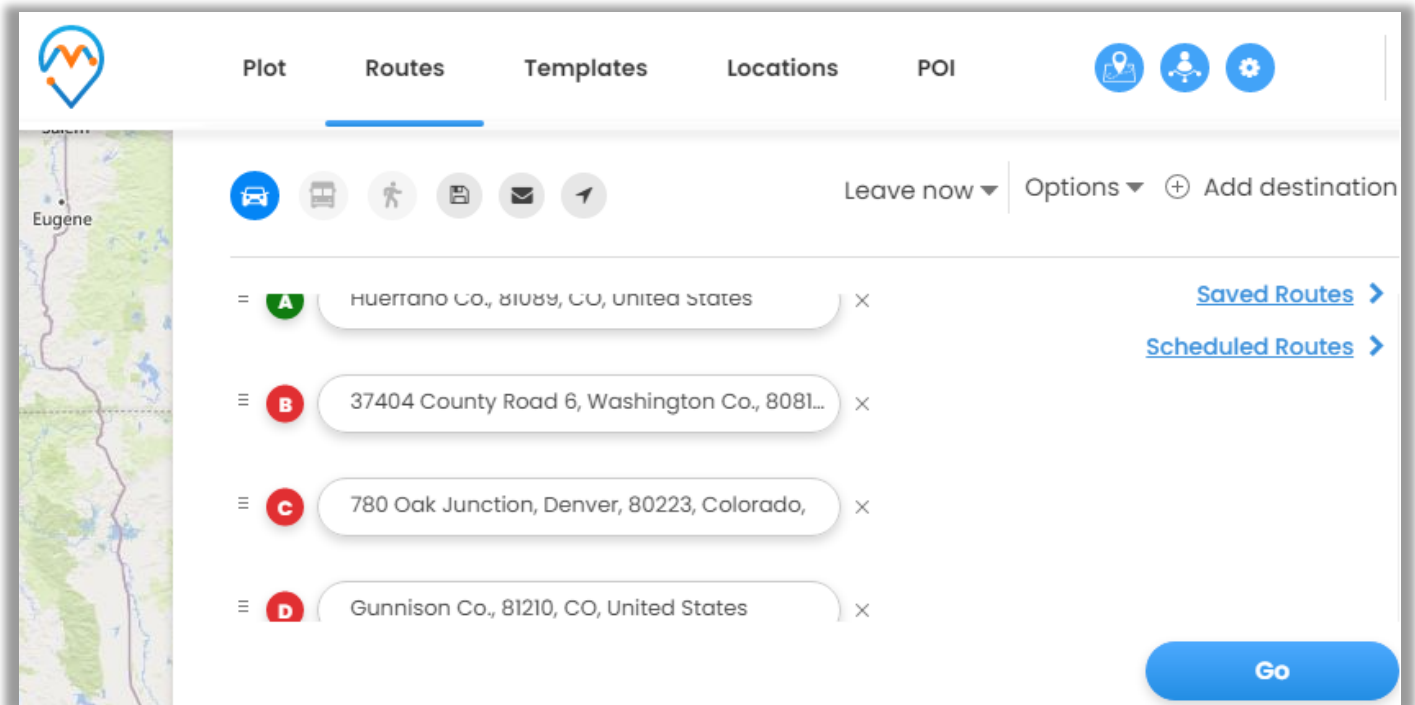 Plot Routes Templates Locations POI
Salem
Eugene
Leave now Options Add destination
A Huerfano Co., 81089, CO, United States
Saved Routes
Scheduled Routes
B 37404 County Road 6, Washington Co., 8081...
C 780 Oak Junction, Denver, 80223, Colorado,
D Gunnison Co., 81210, CO, United States
Go